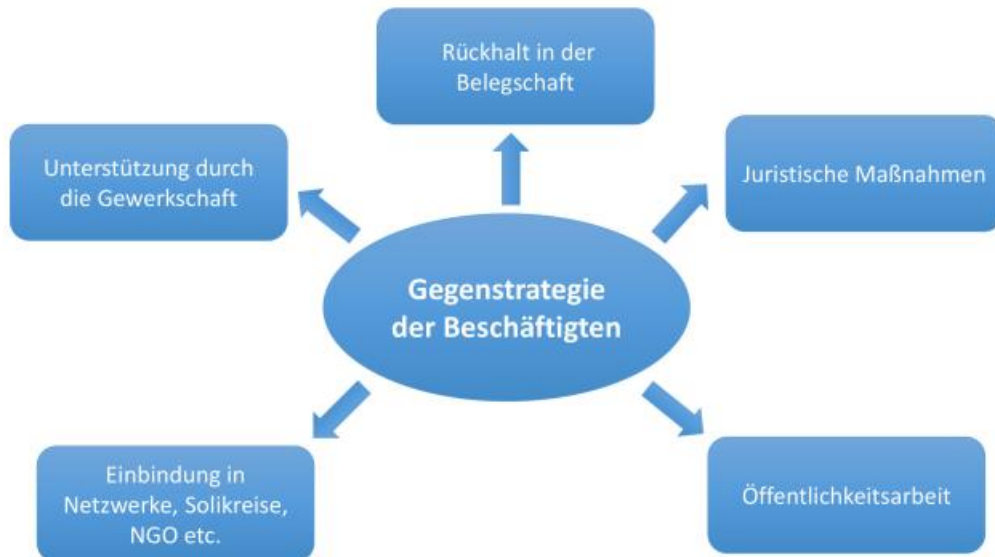 Rückhalt in der
Belegschaft
Unterstützung durch
die Gewerkschaft
Juristische Maßnahmen
Gegenstrategie
der Beschäftigten
Einbindung in
Netzwerke, Solikreise,
NGO etc.
Öffentlichkeitsarbeit